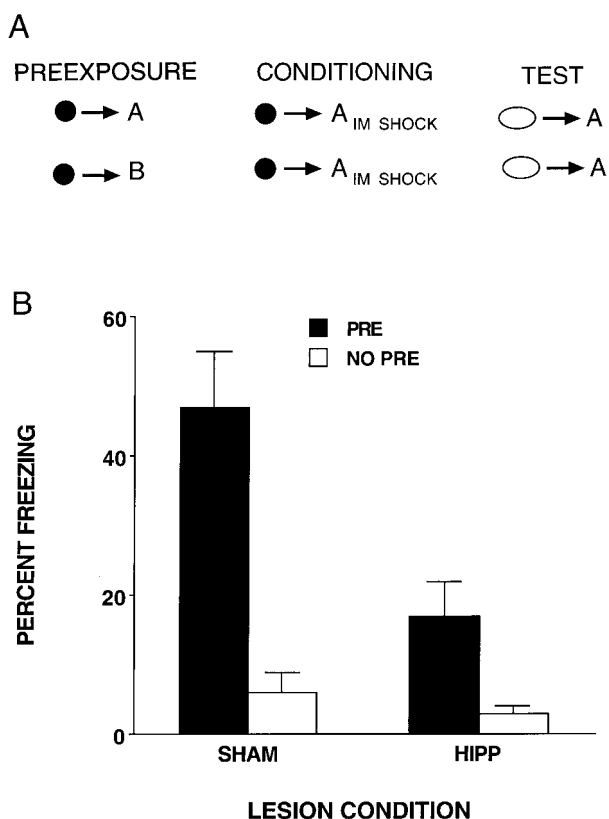 A
PREEXPOSURE CONDITIONING TEST
A A IM SHOCK A
B A IM SHOCK A
B
60
PRE
NO PRE
40
PERCENT FREEZING
20
0
SHAM HIPP
LESION CONDITION